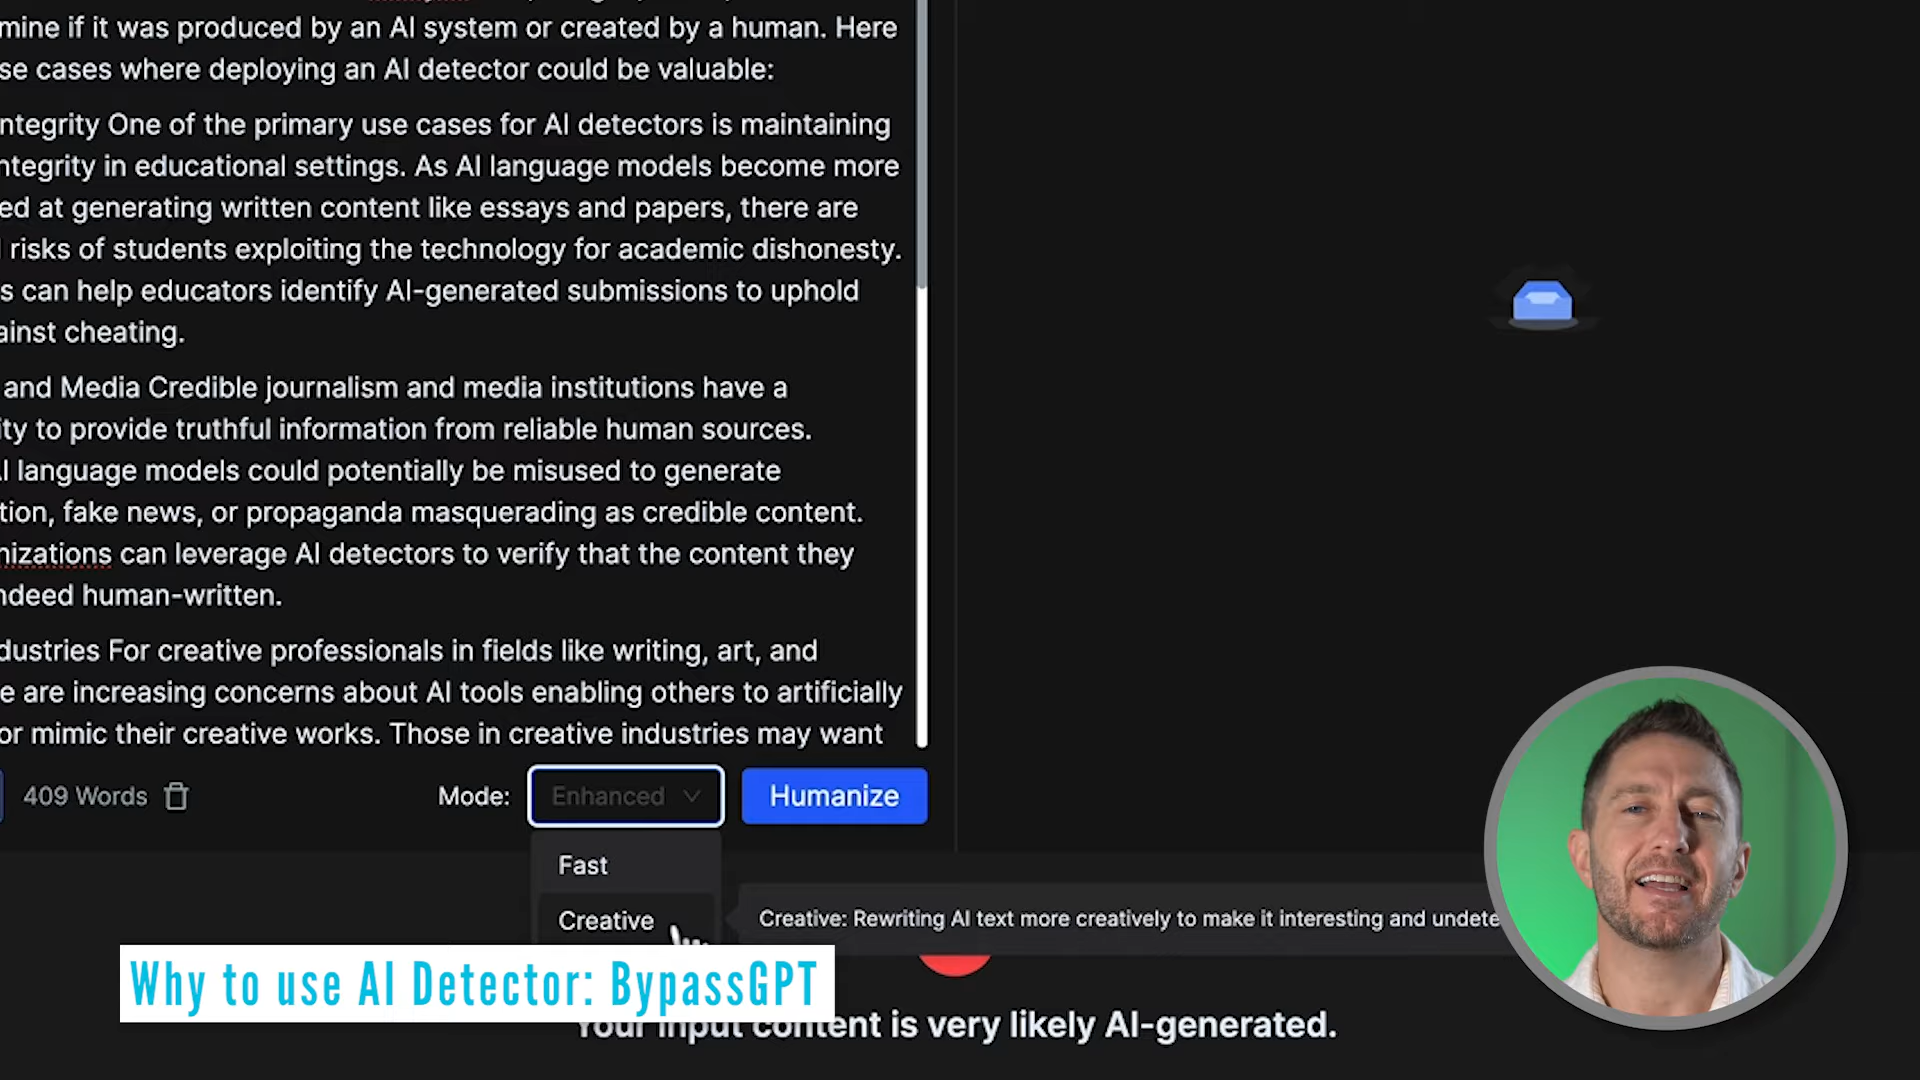 mine if it was produced by an AI system or created by a human. Here
se cases where deploying an AI detector could be valuable:
ntegrity One of the primary use cases for AI detectors is maintaining
ntegrity in educational settings. As AI language models become more
ed at generating written content like essays and papers, there are
risks of students exploiting the technology for academic dishonesty.
s can help educators identify AI-generated submissions to uphold
ainst cheating.
and Media Credible journalism and media institutions have a
ity to provide truthful information from reliable human sources.
AI language models could potentially be misused to generate
tion, fake news, or propaganda masquerading as credible content.
nizations can leverage AI detectors to verify that the content they
ndeed human-written.
dustries For creative professionals in fields like writing, art, and
e are increasing concerns about AI tools enabling others to artificially
or mimic their creative works. Those in creative industries may want
409 Words
Mode: Enhanced
Humanize
Fast
Creative
Creative: Rewriting AI text more creatively to make it interesting and undete
Why to use AI Detector: BypassGPT
Your input content is very likely AI-generated.